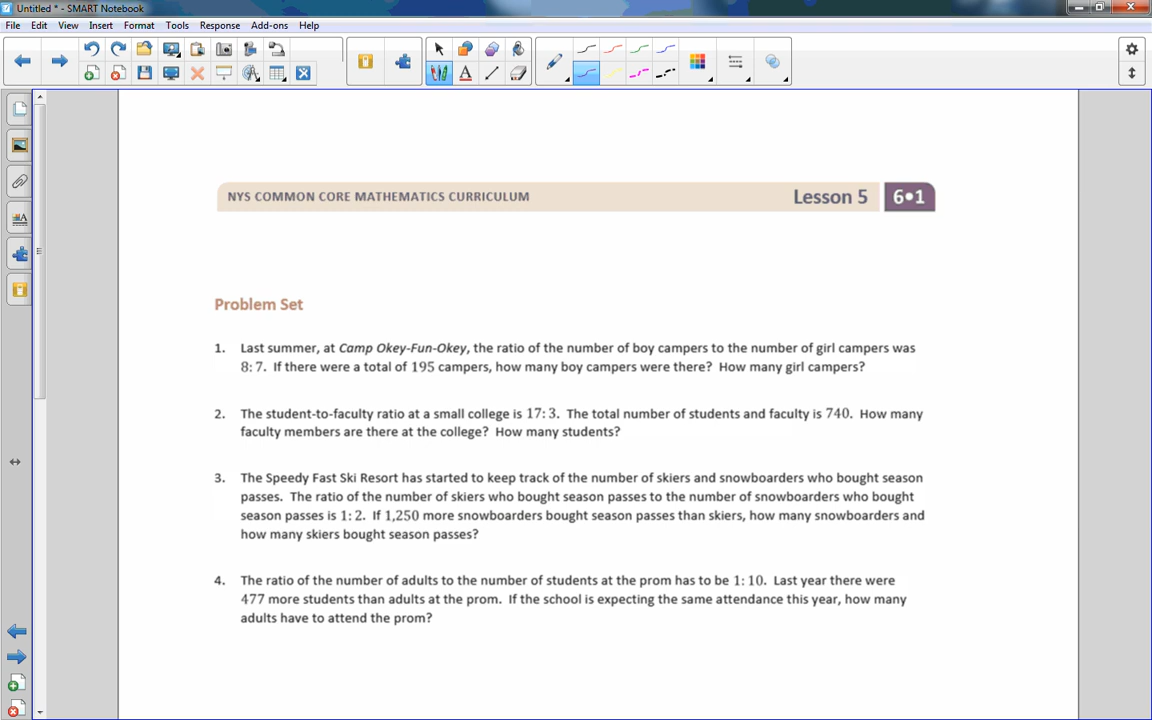 Untitled * - SMART Notebook
File Edit View Insert Format Tools Response Add-ons Help
NYS COMMON CORE MATHEMATICS CURRICULUM Lesson 5 6•1
Problem Set
1. Last summer, at Camp Okey-Fun-Okey, the ratio of the number of boy campers to the number of girl campers was
8:7. If there were a total of 195 campers, how many boy campers were there? How many girl campers?
2. The student-to-faculty ratio at a small college is 17:3. The total number of students and faculty is 740. How many
faculty members are there at the college? How many students?
3. The Speedy Fast Ski Resort has started to keep track of the number of skiers and snowboarders who bought season
passes. The ratio of the number of skiers who bought season passes to the number of snowboarders who bought
season passes is 1:2. If 1,250 more snowboarders bought season passes than skiers, how many snowboarders and
how many skiers bought season passes?
4. The ratio of the number of adults to the number of students at the prom has to be 1:10. Last year there were
477 more students than adults at the prom. If the school is expecting the same attendance this year, how many
adults have to attend the prom?